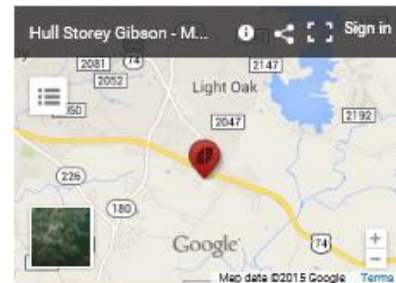 Hull Storey Gibson - M... Sign in
2081 74 2147
2052
Light Oak
2047 2192
226
180
Google 74
Map data ©2015 Google Terms